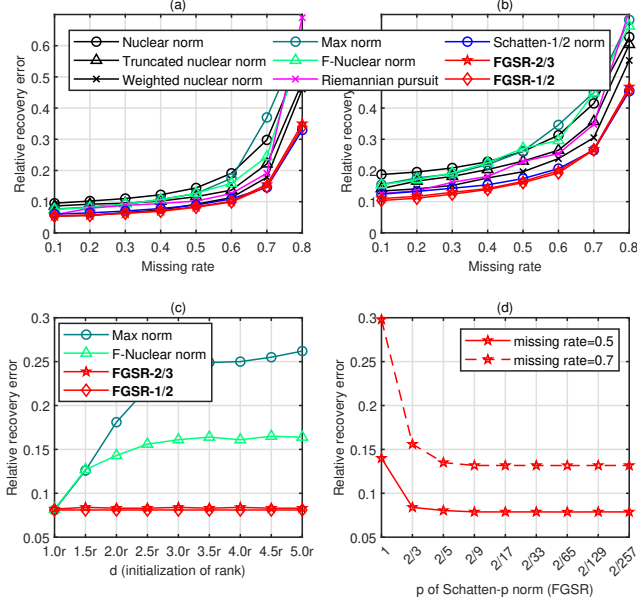 (a)
0.6
0.5
0.4
0.3
0.2
0.1
0
Relative recovery error
Nuclear norm
Truncated nuclear norm
Weighted nuclear norm
Max norm
F-Nuclear norm
Riemannian pursuit
Schatten-1/2 norm
FGSR-2/3
FGSR-1/2
0.1 0.2 0.3 0.4 0.5 0.6 0.7 0.8
Missing rate
(b)
0.6
0.5
0.4
0.3
0.2
0.1
0
Relative recovery error
0.1 0.2 0.3 0.4 0.5 0.6 0.7 0.8
Missing rate
(c)
0.3
0.25
0.2
0.15
0.1
0.05
Relative recovery error
Max norm
F-Nuclear norm
FGSR-2/3
FGSR-1/2
1.0r 1.5r 2.0r 2.5r 3.0r 3.5r 4.0r 4.5r 5.0r
d (initialization of rank)
(d)
0.3
0.25
0.2
0.15
0.1
0.05
Relative recovery error
missing rate=0.5
missing rate=0.7
1 2/3 2/5 2/9 2/17 2/33 2/65 2/129 2/257
p of Schatten-p norm (FGSR)